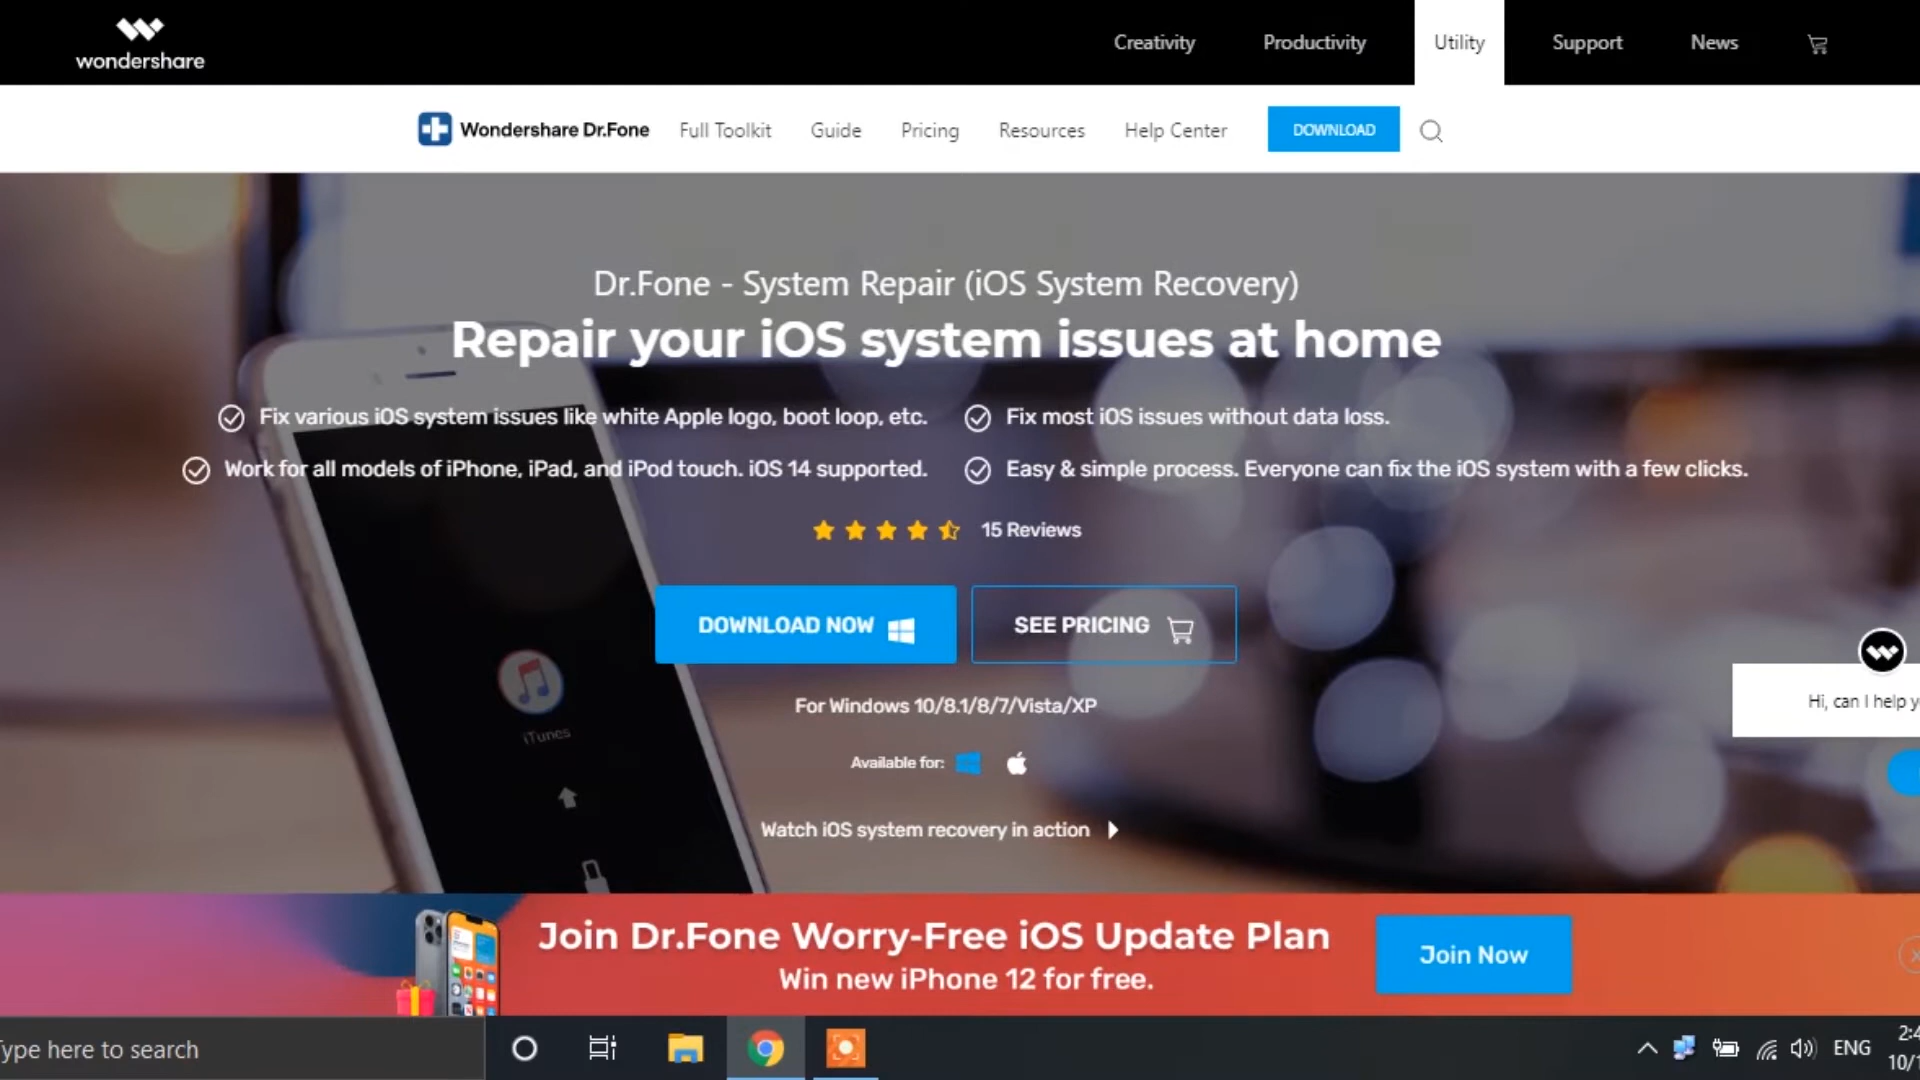 wondershare
Creativity
Productivity
Utility
Support
News
Wondershare Dr.Fone
Full Toolkit
Guide
Pricing
Resources
Help Center
DOWNLOAD
Dr.Fone - System Repair (iOS System Recovery)
Repair your iOS system issues at home
Fix various iOS system issues like white Apple logo, boot loop, etc.
Fix most iOS issues without data loss.
Work for all models of iPhone, iPad, and iPod touch. iOS 14 supported.
Easy & simple process. Everyone can fix the iOS system with a few clicks.
15 Reviews
DOWNLOAD NOW
SEE PRICING
iTunes
For Windows 10/8.1/8/7/Vista/XP
Hi, can I help
Available for:
Watch iOS system recovery in action
Join Dr.Fone Worry-Free iOS Update Plan
Win new iPhone 12 for free.
Join Now
ype here to search
ENG
2:4
10/